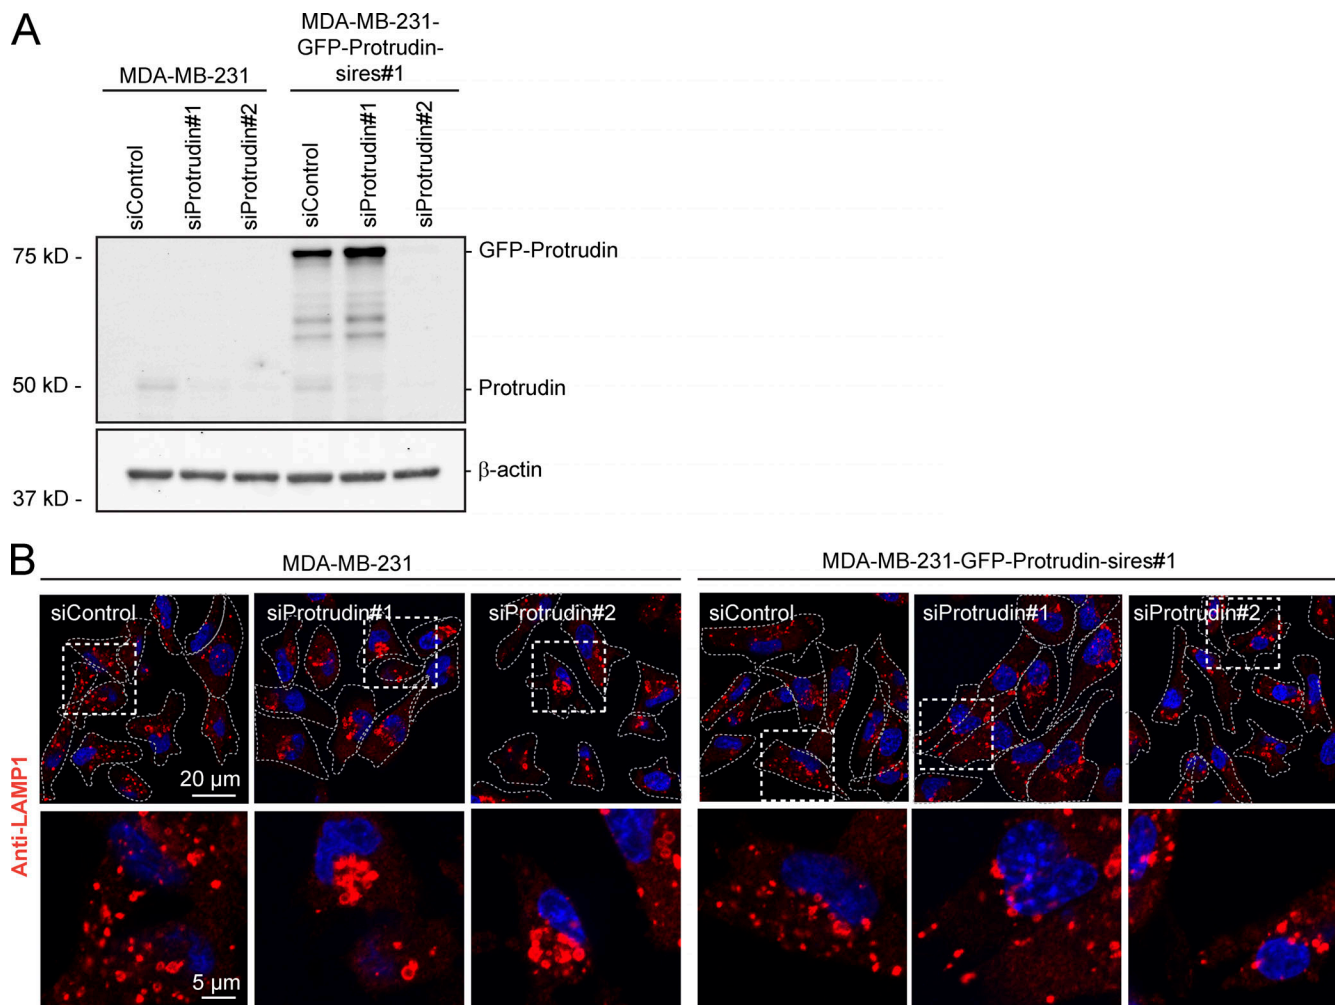 A
MDA-MB-231
MDA-MB-231-
GFP-Protrudin-
sires#1
siControl
siProtrudin#1
siProtrudin#2
siControl
siProtrudin#1
siProtrudin#2
75 kD -
- GFP-Protrudin
50 kD -
- Protrudin
- β-actin
37 kD -
B
MDA-MB-231
MDA-MB-231-GFP-Protrudin-sires#1
siControl
siProtrudin#1
siProtrudin#2
siControl
siProtrudin#1
siProtrudin#2
20 µm
Anti-LAMP1
5 µm